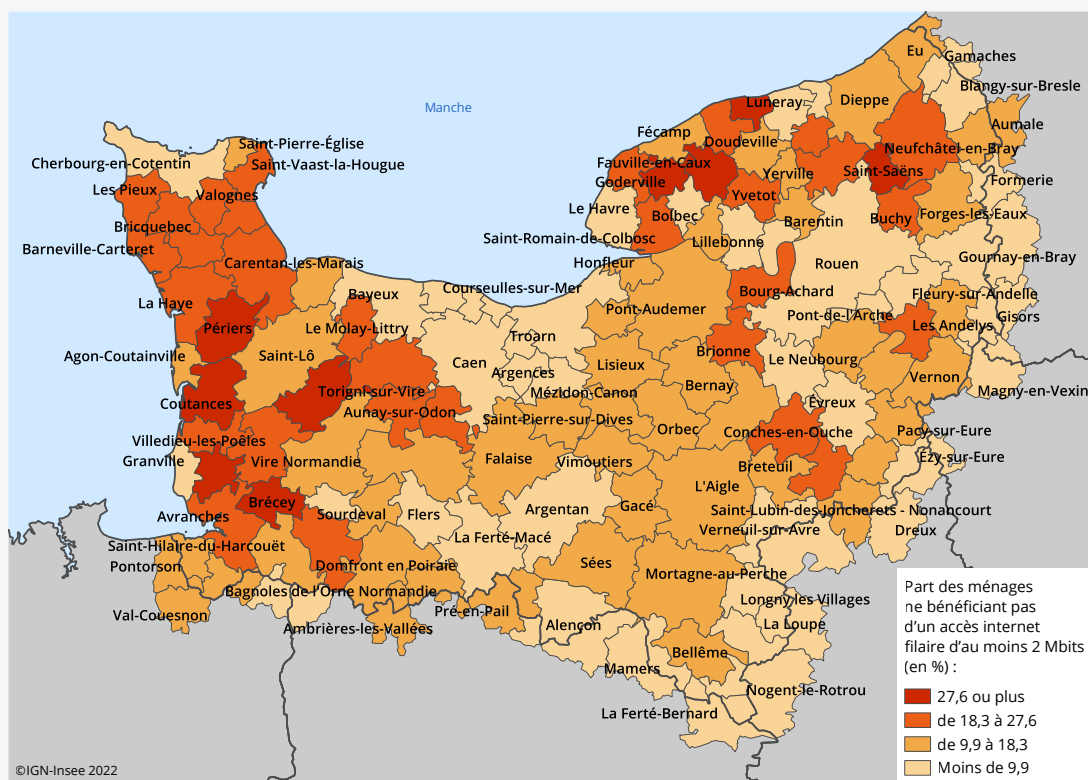 Eu
Gamaches
Blangy-sur-Bresle
Manche
Luneray
Dieppe
Aumale
Fécamp
Doudeville
Saint-Pierre-Église
Neufchâtel-en-Bray
Cherbourg-en-Cotentin
Saint-Vaast-la-Hougue
Fauville-en-Caux
Yerville
Saint-Saëns
Goderville
Formerie
Les Pieux
Valognes
Yvetot
Le Havre
Bolbec
Barentin
Buchy
Forges-les-Eaux
Bricquebec
Saint-Romain-de-Colbosc
Lillebonne
Barneville-Carteret
Carentan-les-Marais
Honfleur
Rouen
Gournay-en-Bray
Bayeux
Courseulles-sur-Mer
Bourg-Achard
Fleury-sur-Andelle
La Haye
Pont-Audemer
Pont-de-l'Arche
Gisors
Périers
Le Molay-Littry
Troarn
Les Andelys
Agon-Coutainville
Saint-Lô
Caen
Argences
Lisieux
Brionne
Le Neubourg
Vernon
Torigni-sur-Vire
Mézidon-Canon
Bernay
Magny-en-Vexin
Coutances
Aunay-sur-Odon
Saint-Pierre-sur-Dives
Évreux
Villedieu-les-Poêles
Orbec
Conches-en-Ouche
Pacy-sur-Eure
Granville
Vire Normandie
Falaise
Vimoutiers
Breteuil
Ézy-sur-Eure
L'Aigle
Brécey
Avranches
Sourdeval
Flers
Argentan
Gacé
Saint-Lubin-des-Joncherets - Nonancourt
Verneuil-sur-Avre
Dreux
La Ferté-Macé
Saint-Hilaire-du-Harcouët
Pontorson
Domfront en Poiraie
Sées
Mortagne-au-Perche
Bagnoles de l'Orne Normandie
Val-Couesnon
Pré-en-Pail
Longny les Villages
Ambrières-les-Vallées
Alençon
La Loupe
Bellême
Mamers
Nogent-le-Rotrou
La Ferté-Bernard
Part des ménages
ne bénéficiant pas
d’un accès internet
filaire d’au moins 2 Mbits
(en %) :
27,6 ou plus
de 18,3 à 27,6
de 9,9 à 18,3
Moins de 9,9
©IGN-Insee 2022